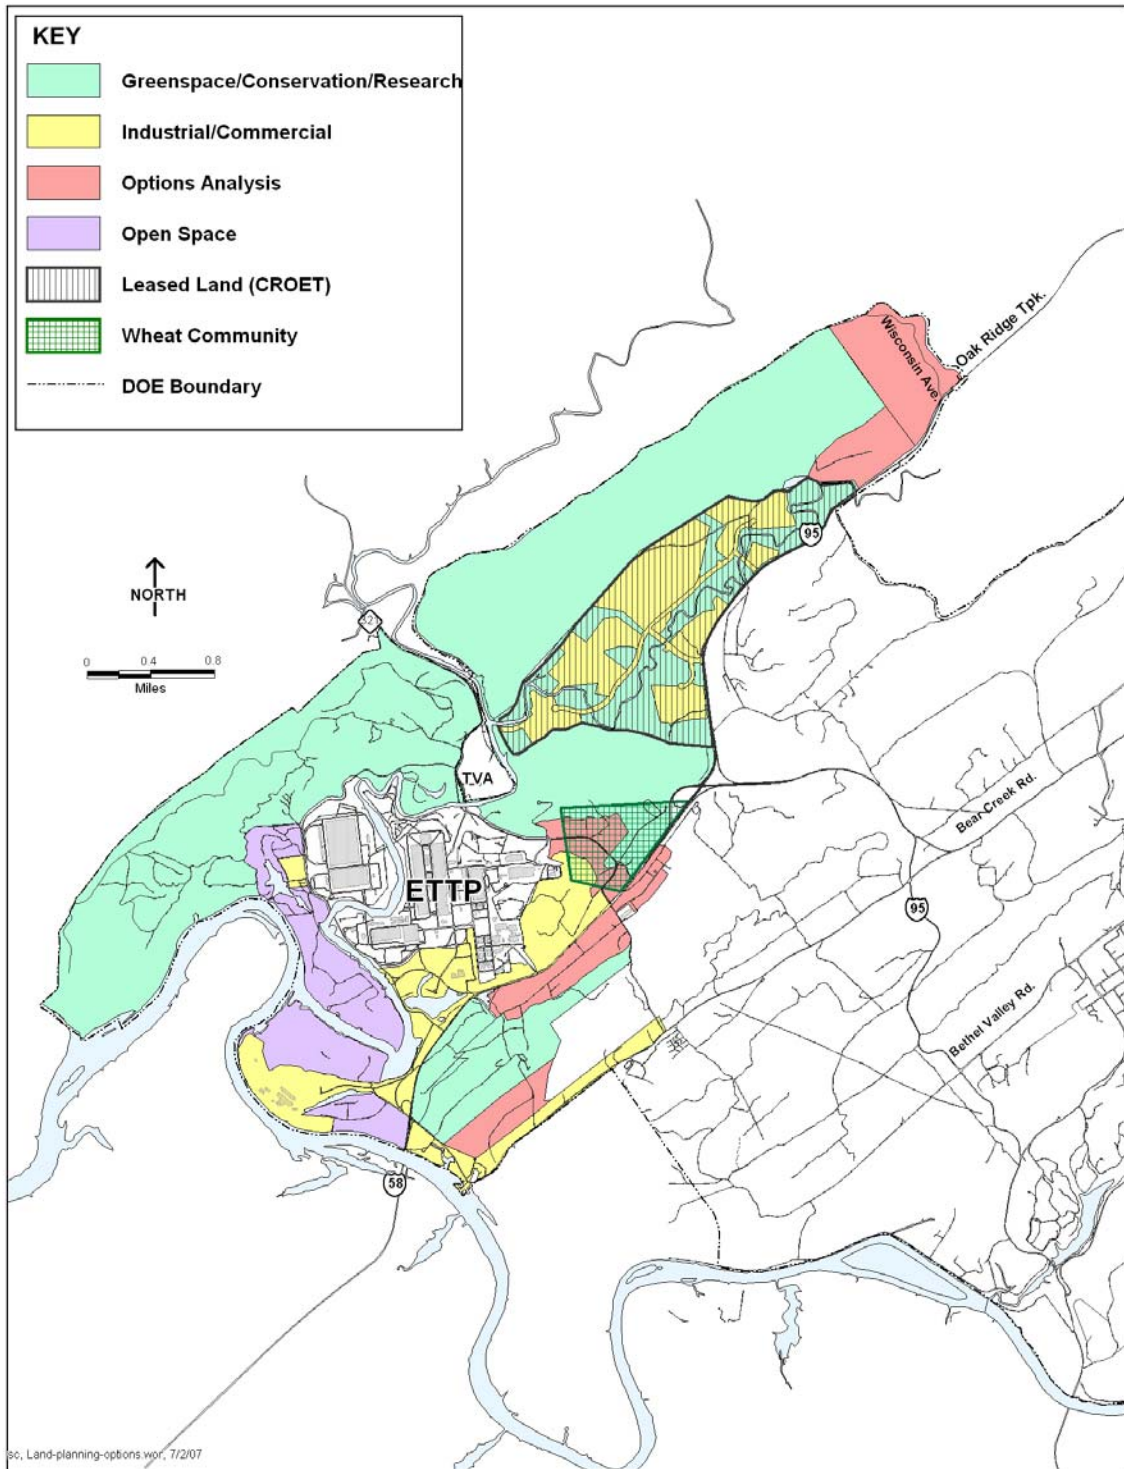 KEY
Greenspace/Conservation/Research
Industrial/Commercial
Options Analysis
Open Space
Leased Land (CROET)
Wheat Community
DOE Boundary
Oak Ridge Tpk.
Wisconsin Ave.
95
NORTH
0 0.4 0.8
Miles
TVA
Bear Creek Rd.
ETTP
95
Bethel Valley Rd.
58
sc, Land-planning-options.wor, 7/2/07